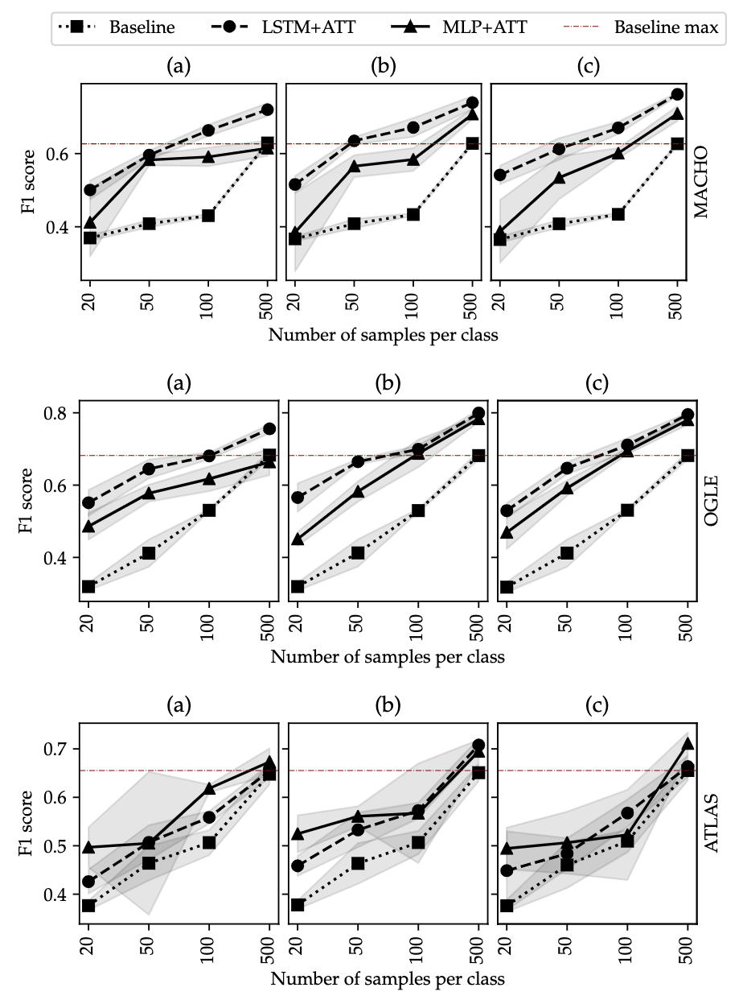 Baseline LSTM+ATT MLP+ATT Baseline max
(a) (b) (c)
0.6
0.4
F1 score
MACHO
20 50 100 500 20 50 100 500 20 50 100 500
Number of samples per class
(a) (b) (c)
0.8
0.6
0.4
F1 score
OGLE
20 50 100 500 20 50 100 500 20 50 100 500
Number of samples per class
(a) (b) (c)
0.7
0.6
0.5
0.4
F1 score
ATLAS
20 50 100 500 20 50 100 500 20 50 100 500
Number of samples per class